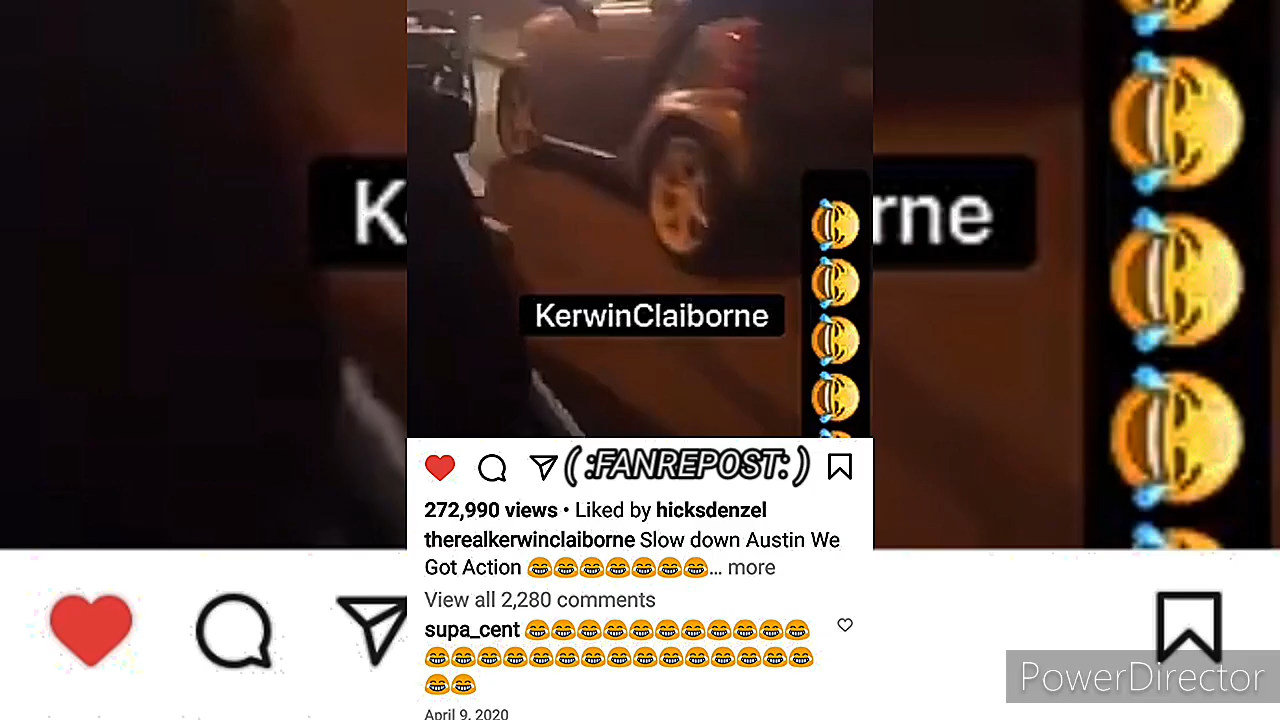 K
rne
KerwinClaiborne
(:FANREPOST:)
272,990 views • Liked by hicksdenzel
therealkerwinclaiborne Slow down Austin We
Got Action 😂😂😂😂😂😂😂... more
View all 2,280 comments
supa_cent 😂😂😂😂😂😂😂😂😂😂😂
😂😂😂😂😂😂😂😂😂😂😂😂😂😂😂
😂😂
April 9, 2020
PowerDirector